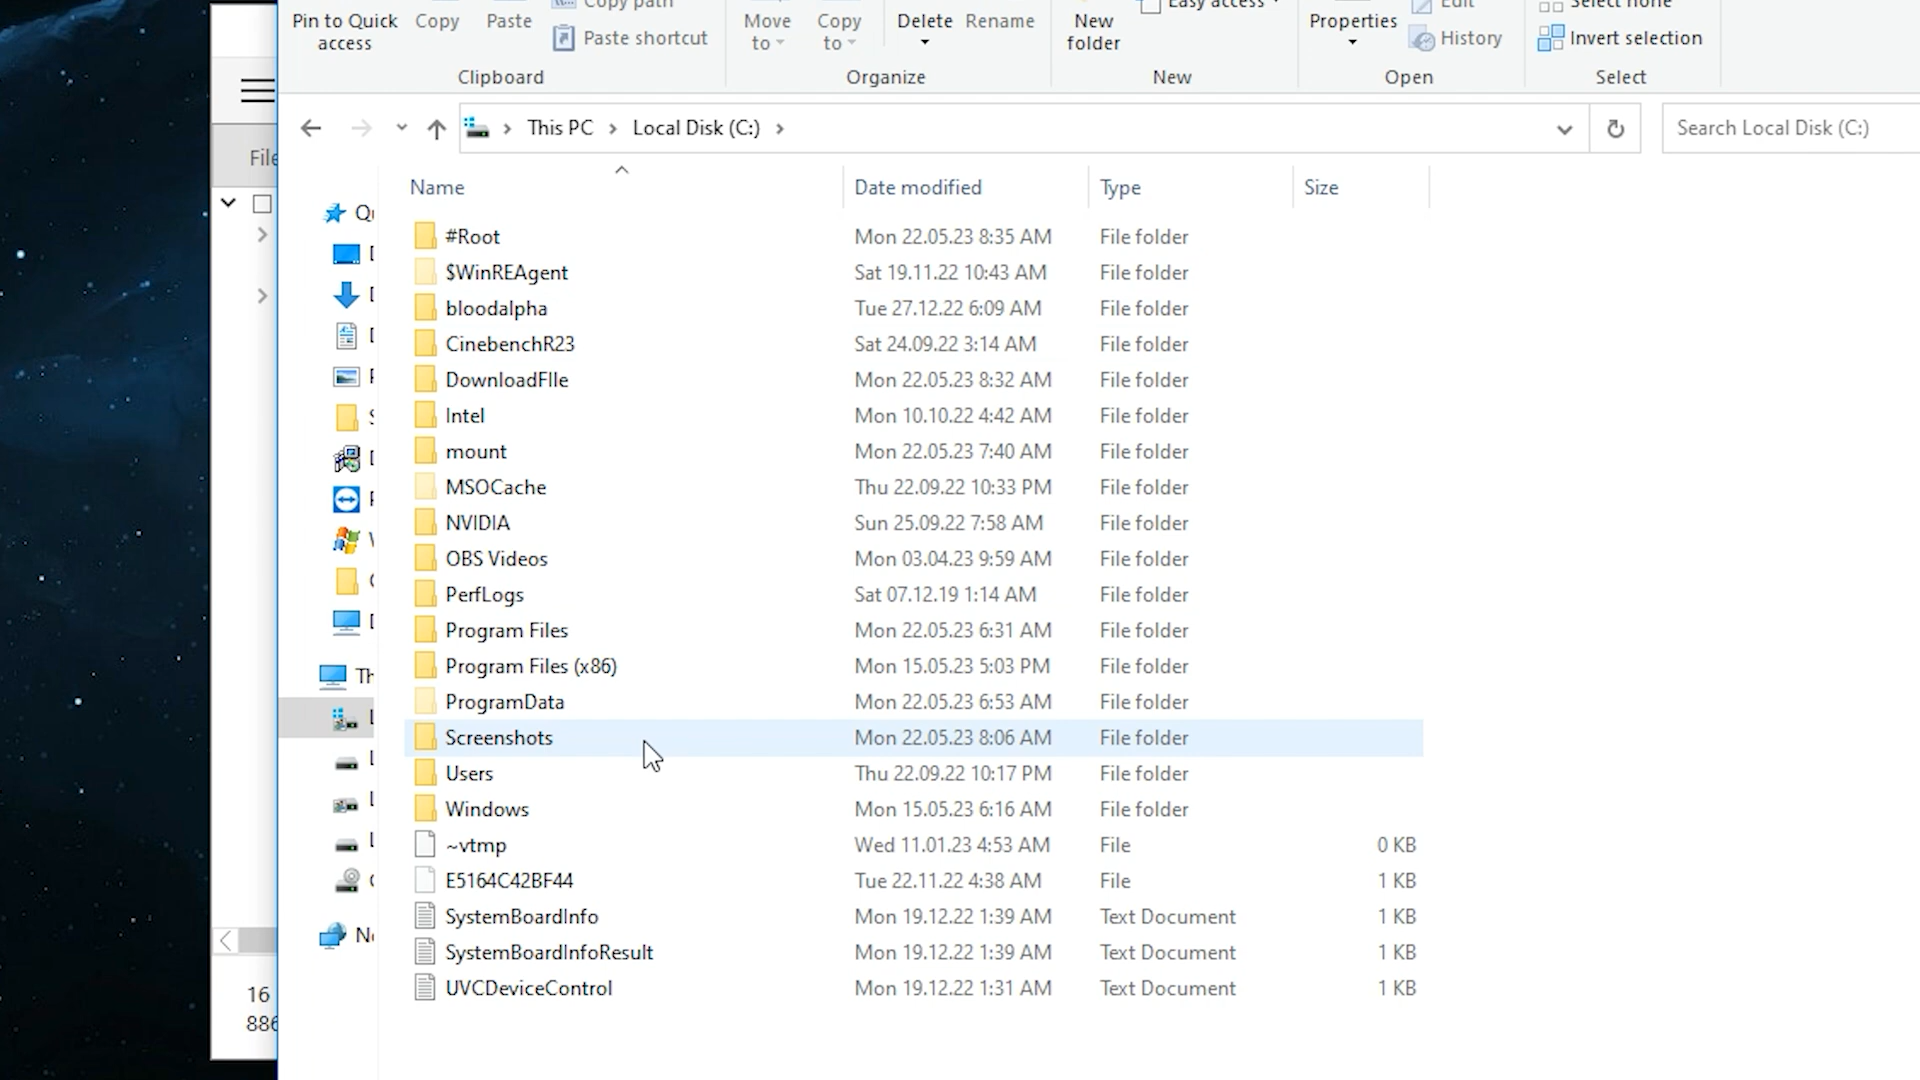 Copy path
Easy access
Edit
Select none
Pin to Quick access
Copy
Paste
Paste shortcut
Move to
Copy to
Delete
Rename
New folder
Properties
History
Invert selection
Clipboard
Organize
New
Open
Select
This PC > Local Disk (C:) >
Search Local Disk (C:)
File
Name Date modified Type Size
#Root Mon 22.05.23 8:35 AM File folder
$WinREAgent Sat 19.11.22 10:43 AM File folder
bloodalpha Tue 27.12.22 6:09 AM File folder
CinebenchR23 Sat 24.09.22 3:14 AM File folder
DownloadFIle Mon 22.05.23 8:32 AM File folder
Intel Mon 10.10.22 4:42 AM File folder
mount Mon 22.05.23 7:40 AM File folder
MSOCache Thu 22.09.22 10:33 PM File folder
NVIDIA Sun 25.09.22 7:58 AM File folder
OBS Videos Mon 03.04.23 9:59 AM File folder
PerfLogs Sat 07.12.19 1:14 AM File folder
Program Files Mon 22.05.23 6:31 AM File folder
Program Files (x86) Mon 15.05.23 5:03 PM File folder
ProgramData Mon 22.05.23 6:53 AM File folder
Screenshots Mon 22.05.23 8:06 AM File folder
Users Thu 22.09.22 10:17 PM File folder
Windows Mon 15.05.23 6:16 AM File folder
~vtmp Wed 11.01.23 4:53 AM File 0 KB
E5164C42BF44 Tue 22.11.22 4:38 AM File 1 KB
SystemBoardInfo Mon 19.12.22 1:39 AM Text Document 1 KB
SystemBoardInfoResult Mon 19.12.22 1:39 AM Text Document 1 KB
UVCDeviceControl Mon 19.12.22 1:31 AM Text Document 1 KB
16
886